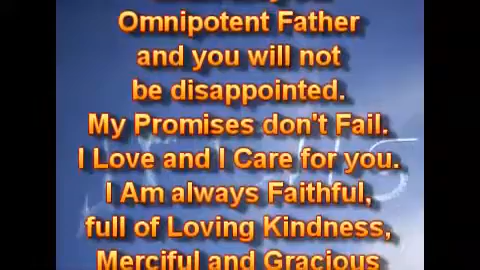 Omnipotent Father
and you will not
be disappointed.
My Promises don't Fail.
I Love and I Care for you.
I Am always Faithful,
full of Loving Kindness,
Merciful and Gracious